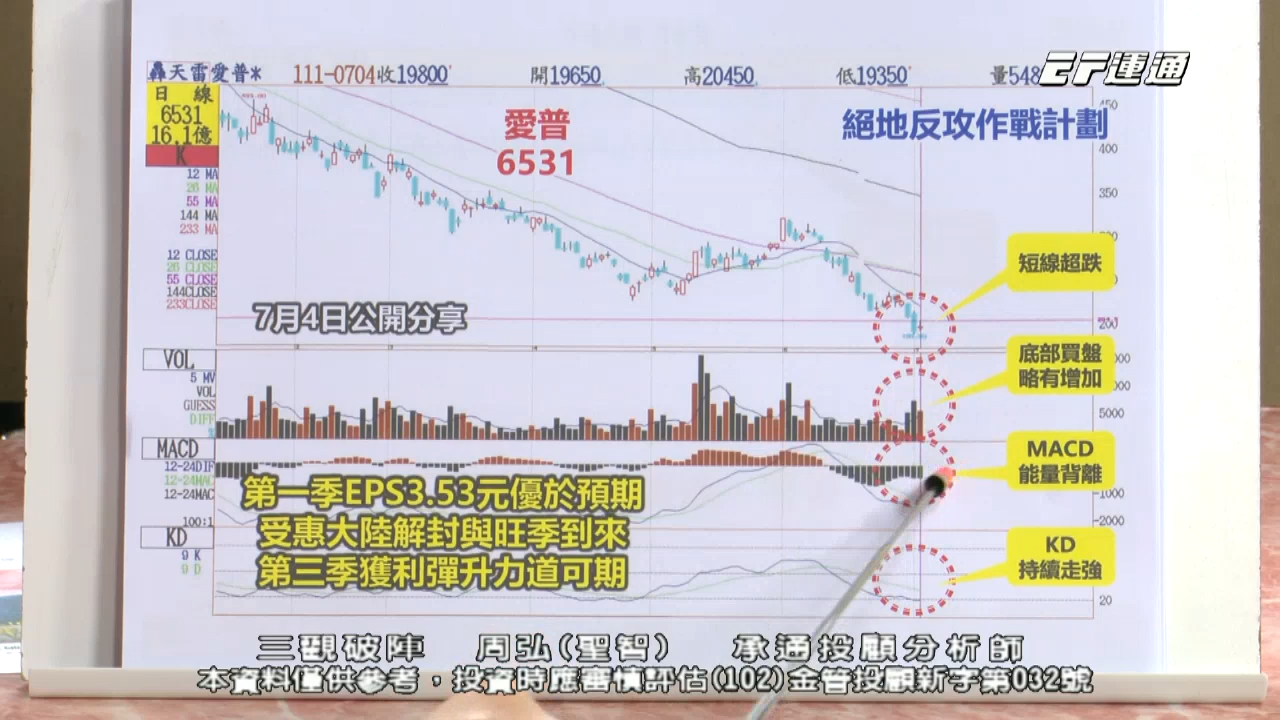 轟天雷愛普* 111-0704收19800 開19650 高20450 低19350 量548
EF運通
日線
6531
16.1億
K
愛普
6531
絕地反攻作戰計劃
450
400
350
200
12 MA
26 MA
55 MA
144 MA
233 MA
12 CLOSE
26 CLOSE
55 CLOSE
144CLOSE
233CLOSE
短線超跌
7月4日公開分享
VOL
5 MV
VOL
GUESS
DIFF
5000
底部買盤
略有增加
MACD
12-24DIF
12-24MAC
12-24MAC
100:1
-1000
-2000
MACD
能量背離
第一季EPS3.53元優於預期
受惠大陸解封與旺季到來
第三季獲利彈升力道可期
KD
9 K
9 D
20
KD
持續走強
三觀破陣 周弘(聖智) 承通投顧分析師
本資料僅供參考，投資時應審慎評估(102)金管投顧新字第032號